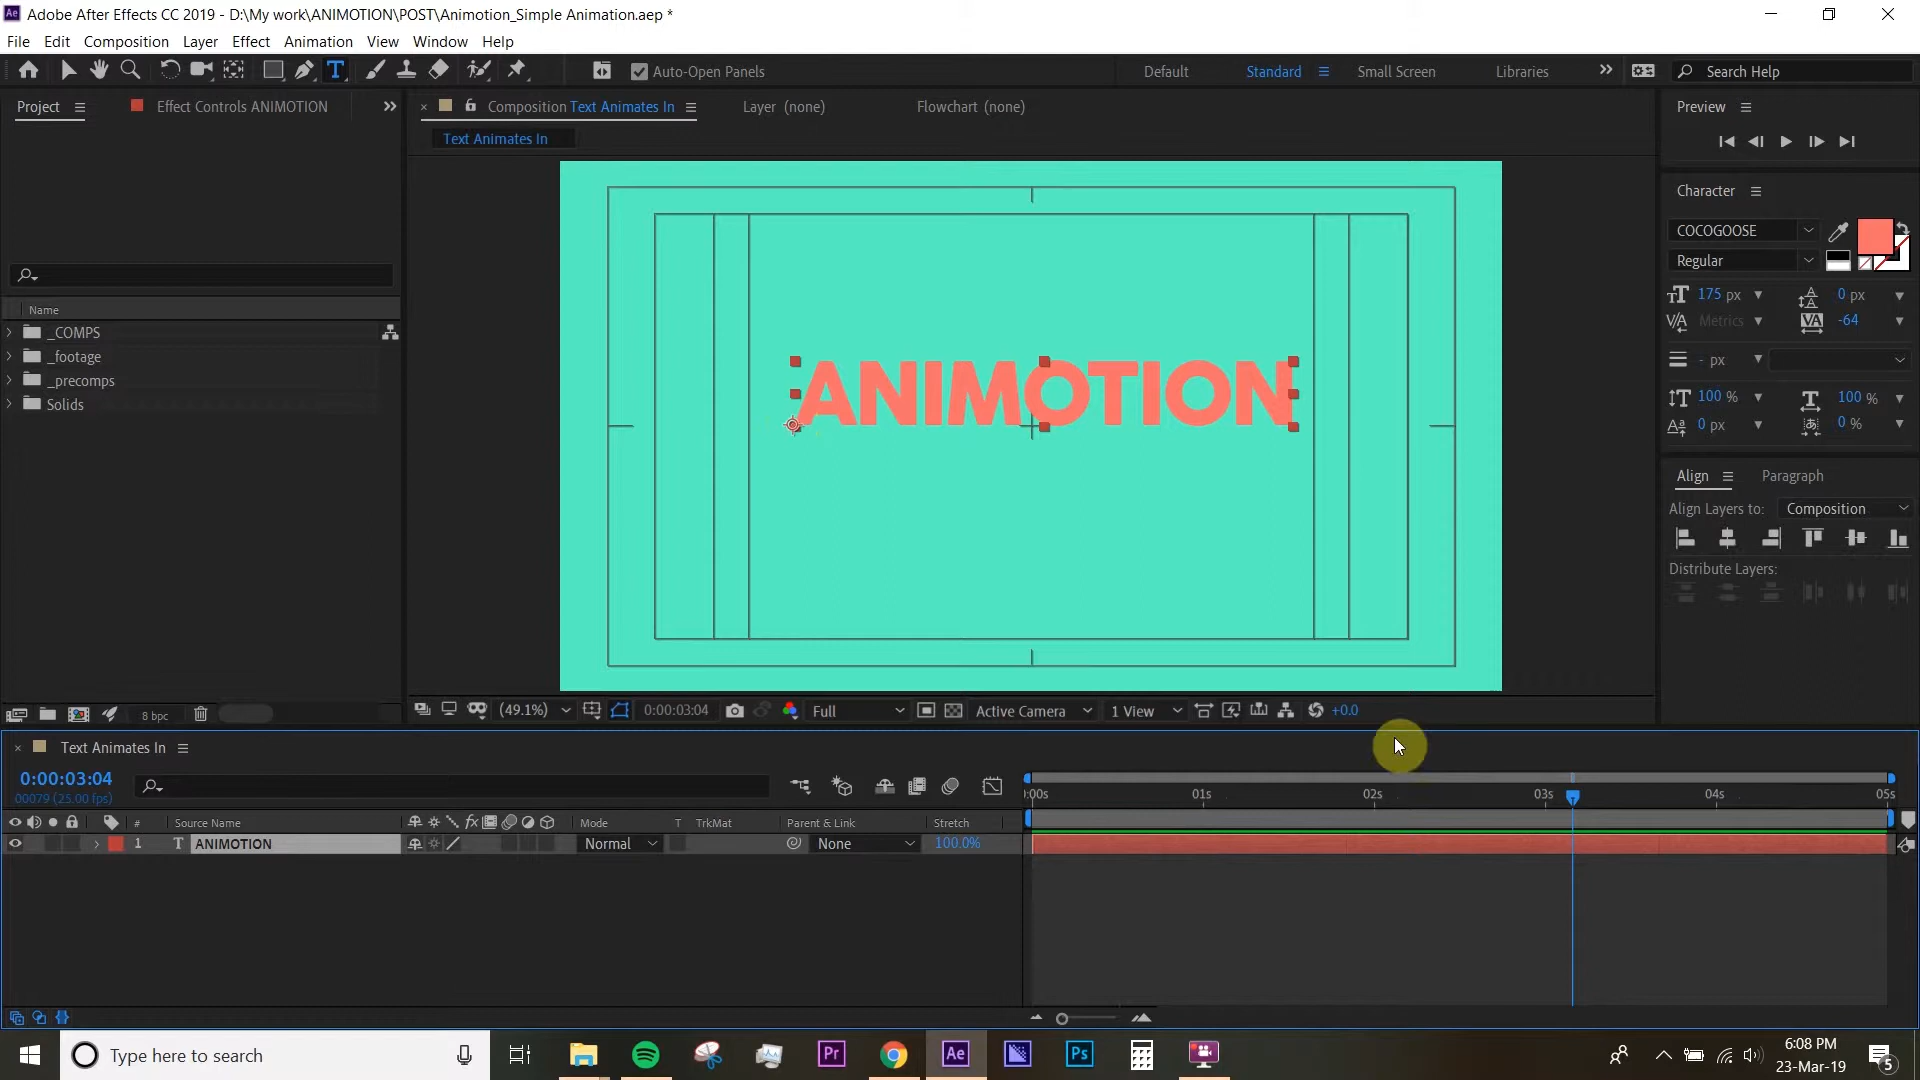 Adobe After Effects CC 2019 - D:\My work\ANIMOTION\POST\Animotion_Simple Animation.aep *
File Edit Composition Layer Effect Animation View Window Help
T Auto-Open Panels Default Standard Small Screen Libraries Search Help
Project Effect Controls ANIMOTION Composition Text Animates In Layer (none) Flowchart (none) Preview
Text Animates In
Character
COCOGOOSE
Regular
175 px 0 px
Metrics -64
- px
100 % 100 %
0 px 0 %
Name
_COMPS
_footage
_precomps
Solids
ANIMOTION
Align Paragraph
Align Layers to: Composition
Distribute Layers:
8 bpc (49.1%) 0:00:03:04 Full Active Camera 1 View +0.0
Text Animates In
0:00:03:04
00079 (25.00 fps)
):00s 01s 02s 03s 04s 05s
# Source Name fx Mode T TrkMat Parent & Link Stretch
1 T ANIMOTION Normal None 100.0%
Type here to search Pr Ae Ps 6:08 PM
23-Mar-19 5